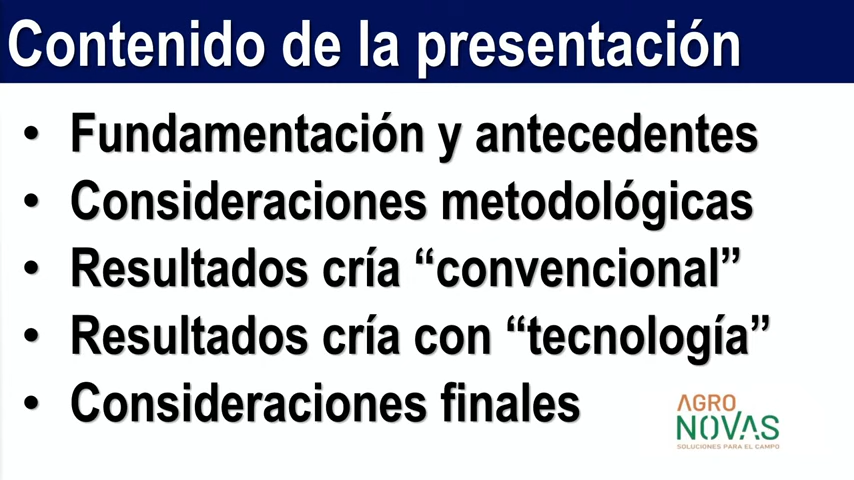 Contenido de la presentación
• Fundamentación y antecedentes
• Consideraciones metodológicas
• Resultados cría “convencional”
• Resultados cría con “tecnología”
• Consideraciones finales
AGRO
NOVAS
SOLUCIONES PARA EL CAMPO